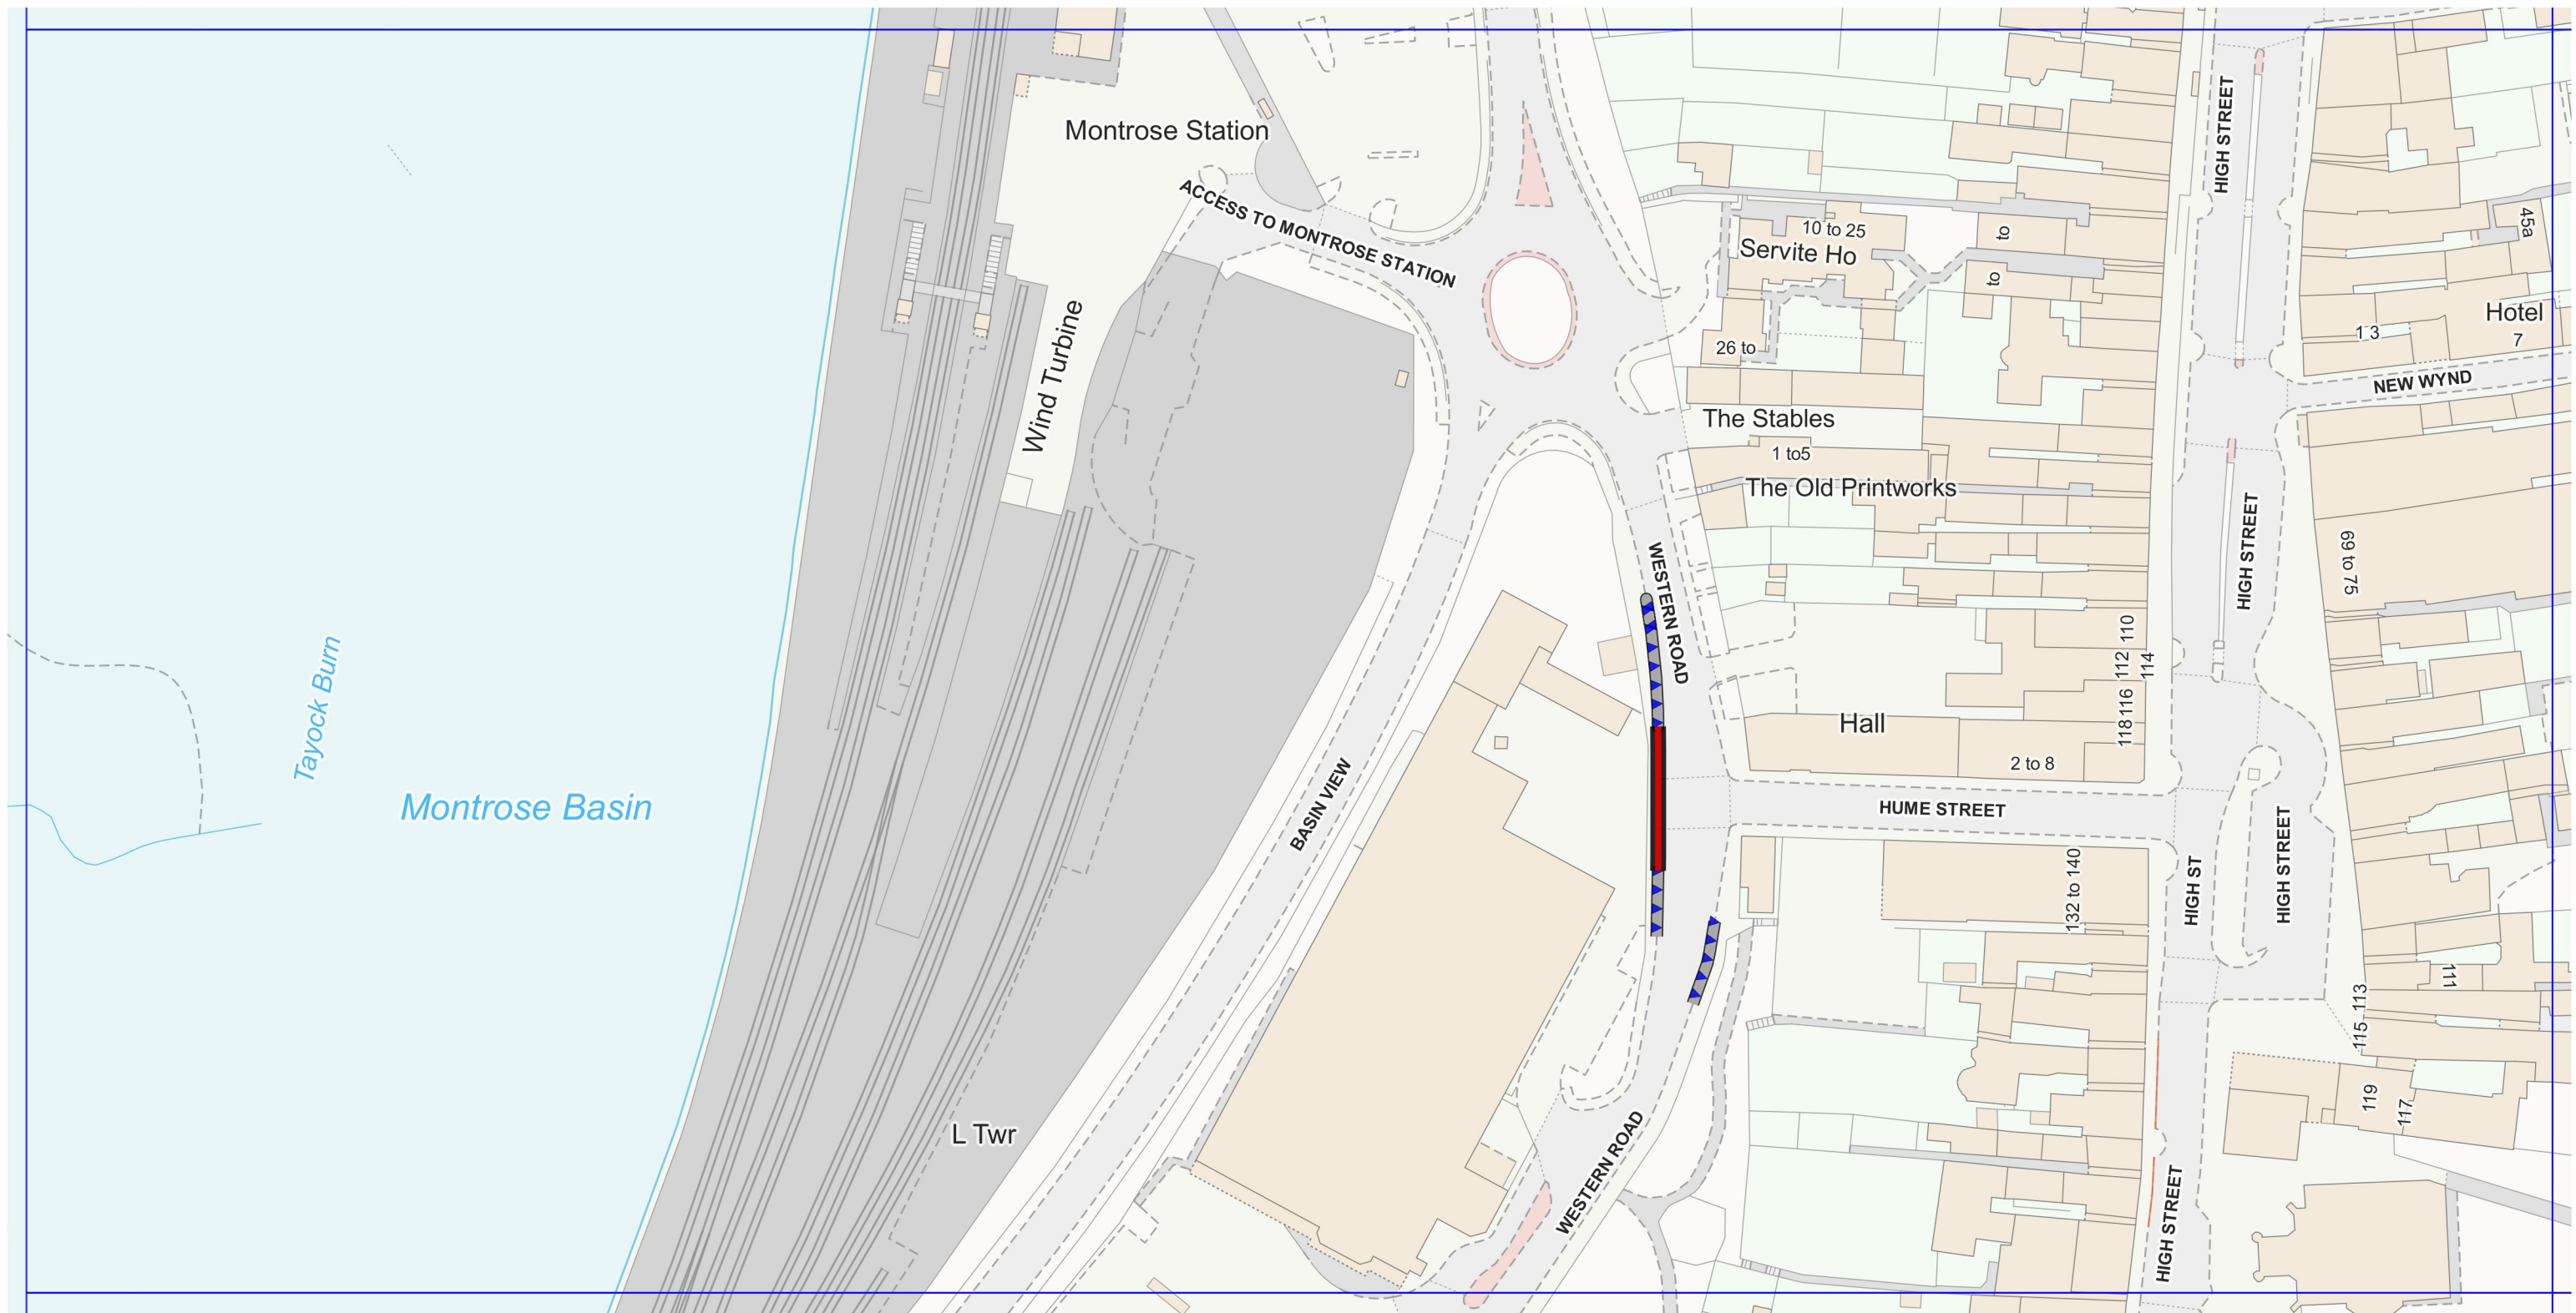 Montrose Station
ACCESS TO MONTROSE STATION
HIGH STREET
10 to 25
Servite Ho
to
to
45a
Hotel
7
1 3
26 to
NEW WYND
Wind Turbine
The Stables
1 to5
The Old Printworks
HIGH STREET
69 to 75
WESTERN ROAD
110
112
114
116
118
Hall
2 to 8
Tayock Burn
Montrose Basin
BASIN VIEW
HUME STREET
HIGH STREET
HIGH ST
132 to 140
111
113
115
119
117
L Twr
WESTERN ROAD
HIGH STREET